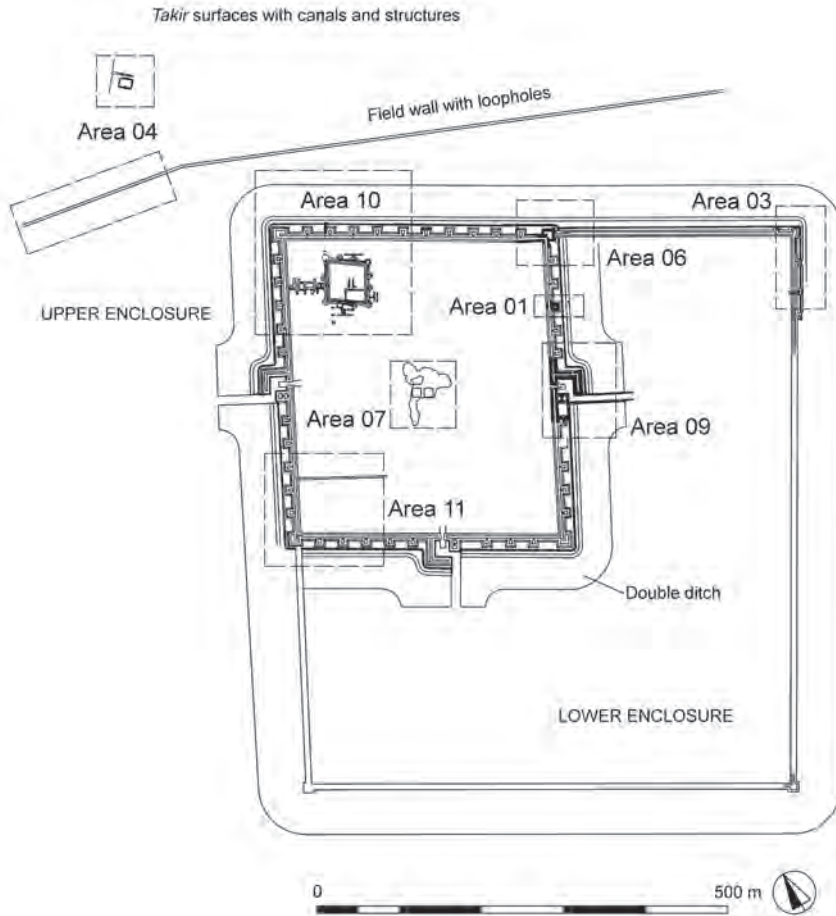 Takir surfaces with canals and structures
Area 04
Field wall with loopholes
Area 10
Area 03
Area 06
UPPER ENCLOSURE
Area 01
Area 07
Area 09
Area 11
Double ditch
LOWER ENCLOSURE
0
500 m